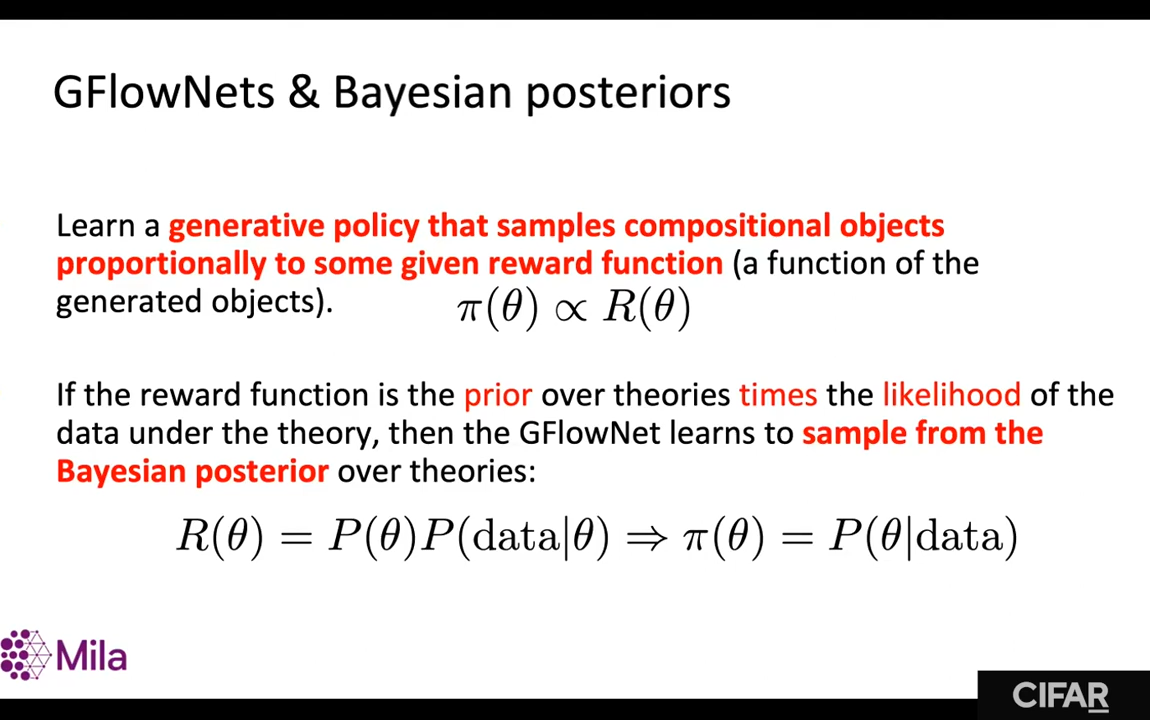 GFlowNets & Bayesian posteriors
Learn a generative policy that samples compositional objects
proportionally to some given reward function (a function of the
generated objects).
π(θ) ∝ R(θ)
If the reward function is the prior over theories times the likelihood of the
data under the theory, then the GFlowNet learns to sample from the
Bayesian posterior over theories:
R(θ) = P(θ)P(data|θ) ⇒ π(θ) = P(θ|data)
Mila
CIFAR